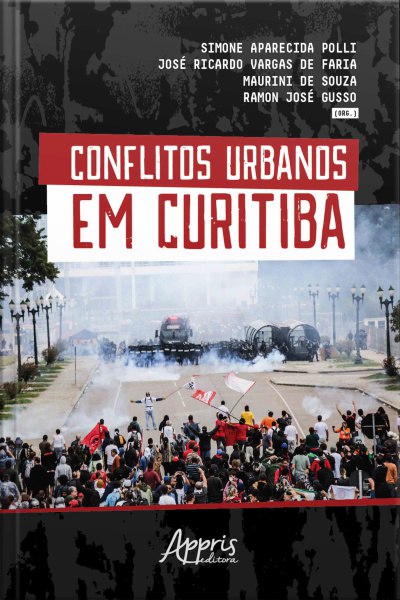 SIMONE APARECIDA POLLI
JOSÉ RICARDO VARGAS DE FARIA
MAURINI DE SOUZA
RAMON JOSÉ GUSSO
(ORG.)
CONFLITOS URBANOS
EM CURITIBA
Appris
editora